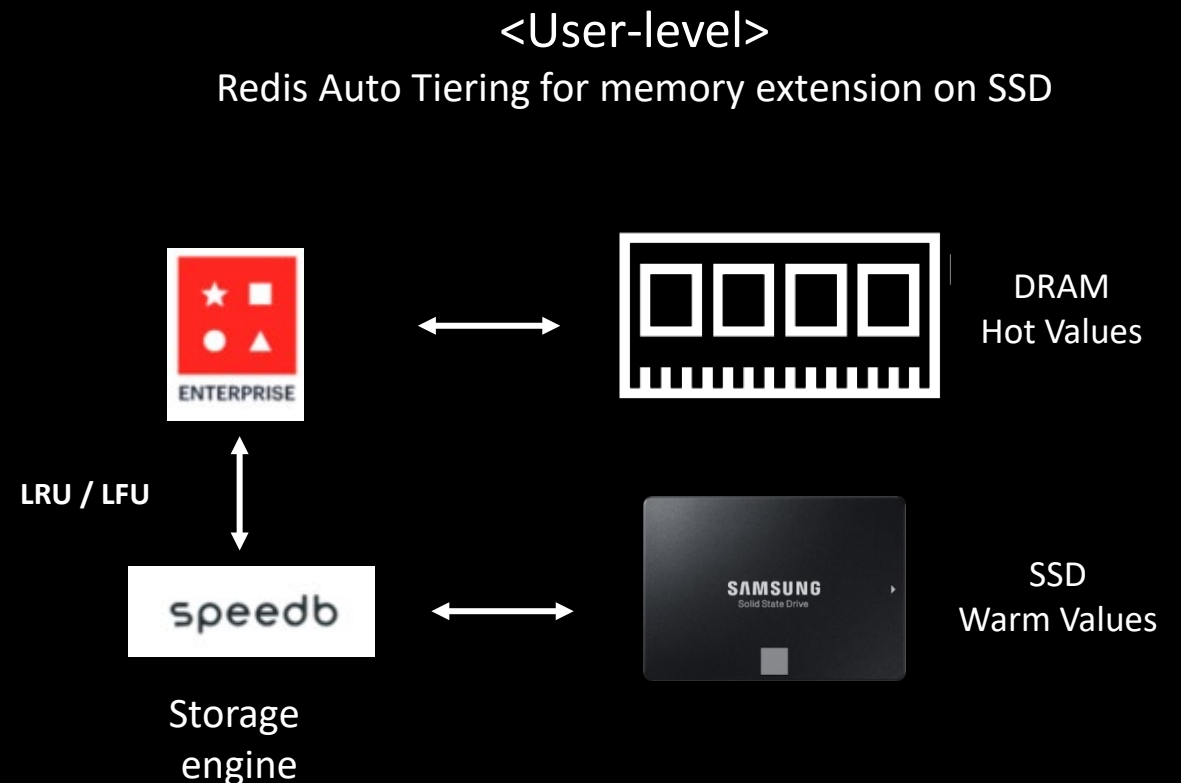 <User-level>
Redis Auto Tiering for memory extension on SSD
ENTERPRISE
DRAM
Hot Values
LRU / LFU
speedb
SAMSUNG
Solid State Drive
SSD
Warm Values
Storage
engine